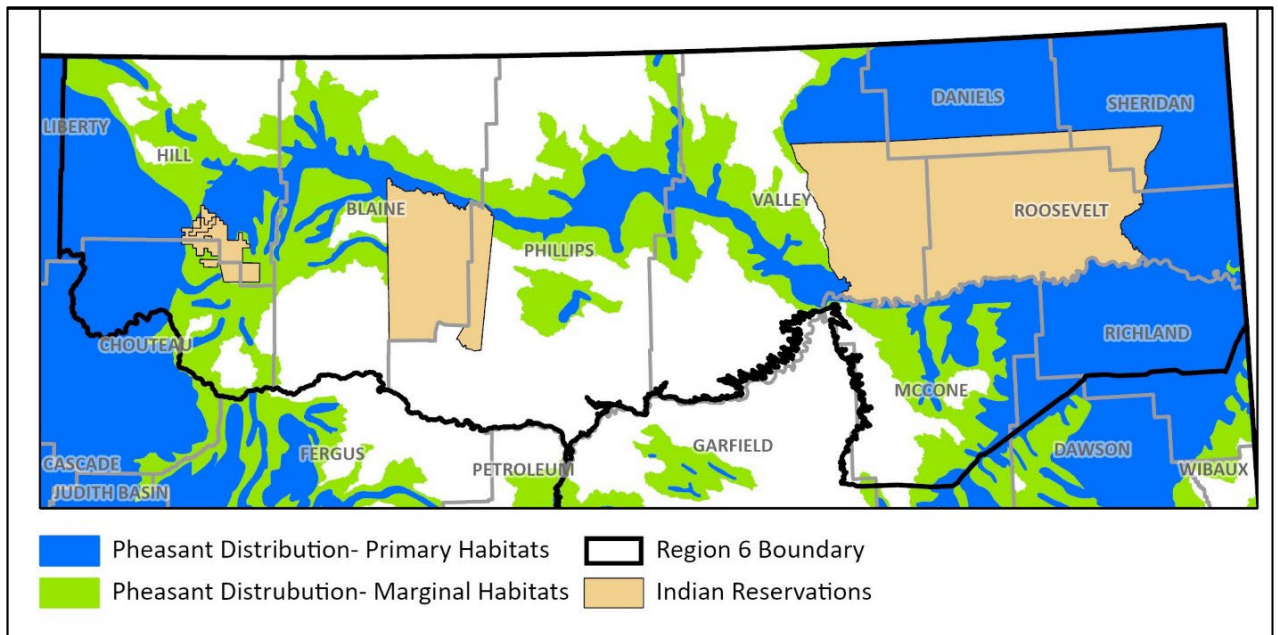 DANIELS
SHERIDAN
LIBERTY
HILL
VALLEY
BLAINE
ROOSEVELT
PHILLIPS
RICHLAND
CHOUTEAU
MCCONE
GARFIELD
FERGUS
DAWSON
CASCADE
PETROLEUM
WIBAUX
JUDITH BASIN
Pheasant Distribution- Primary Habitats
Region 6 Boundary
Pheasant Distrubution- Marginal Habitats
Indian Reservations